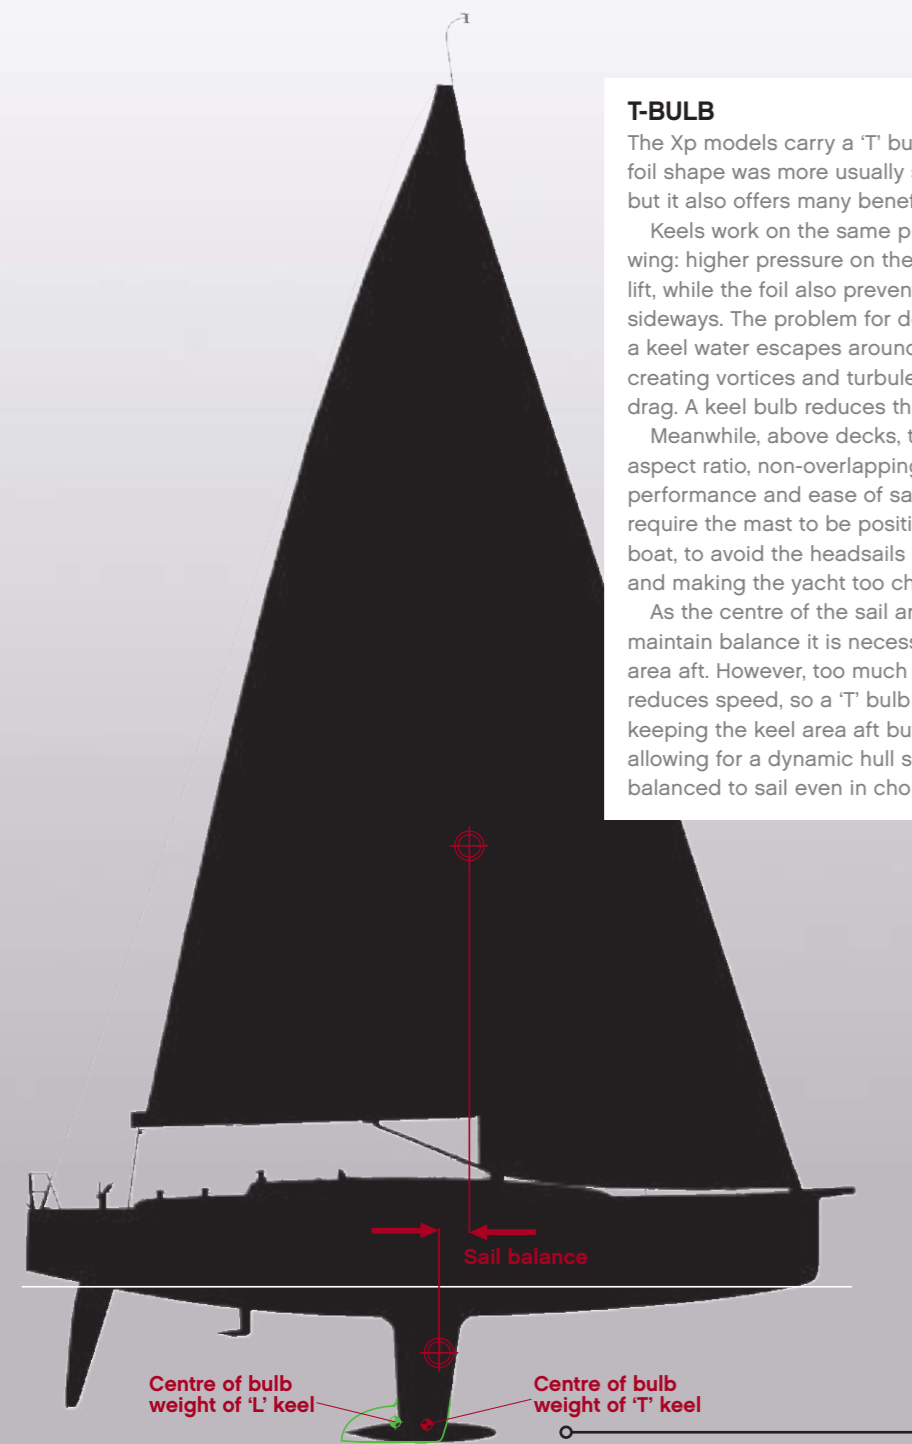 T-BULB
The Xp models carry a ‘T’ bu
foil shape was more usually
but it also offers many benef
Keels work on the same p
wing: higher pressure on the
lift, while the foil also preven
sideways. The problem for d
a keel water escapes around
creating vortices and turbule
drag. A keel bulb reduces th
Meanwhile, above decks, t
aspect ratio, non-overlapping
performance and ease of sa
require the mast to be positi
boat, to avoid the headsails
and making the yacht too ch
As the centre of the sail ar
maintain balance it is necess
area aft. However, too much
reduces speed, so a ‘T’ bulb
keeping the keel area aft bu
allowing for a dynamic hull s
balanced to sail even in cho
Sail balance
Centre of bulb
weight of ‘L’ keel
Centre of bulb
weight of ‘T’ keel